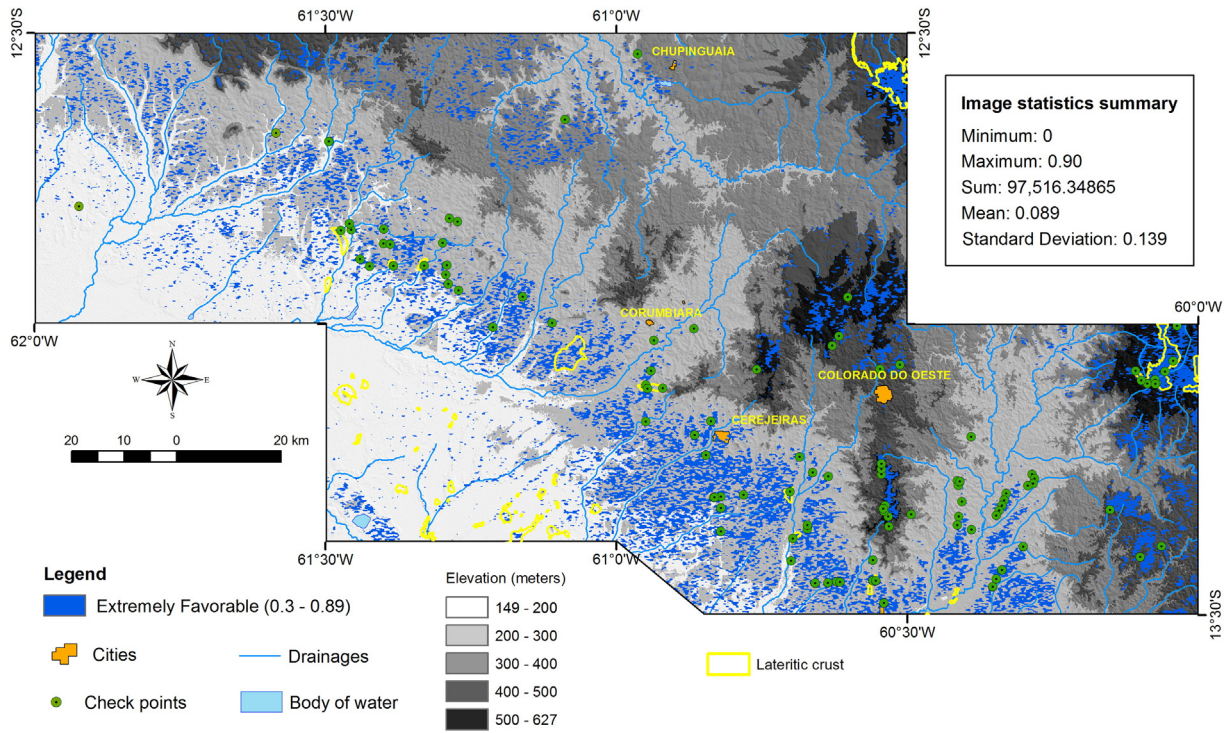 61°30'W
61°0'W
12°30'S
12°30'S
CHUPINGUAIA
Image statistics summary
Minimum: 0
Maximum: 0.90
Sum: 97,516.34865
Mean: 0.089
Standard Deviation: 0.139
60°0'W
62°0'W
CORUMBIARA
COLORADO DO OESTE
CEREJEIRAS
N
W E
S
20 10 0 20 km
61°30'W
61°0'W
60°30'W
13°30'S
Legend
Extremely Favorable (0.3 - 0.89)
Cities
Drainages
Check points
Body of water
Elevation (meters)
149 - 200
200 - 300
300 - 400
400 - 500
500 - 627
Lateritic crust